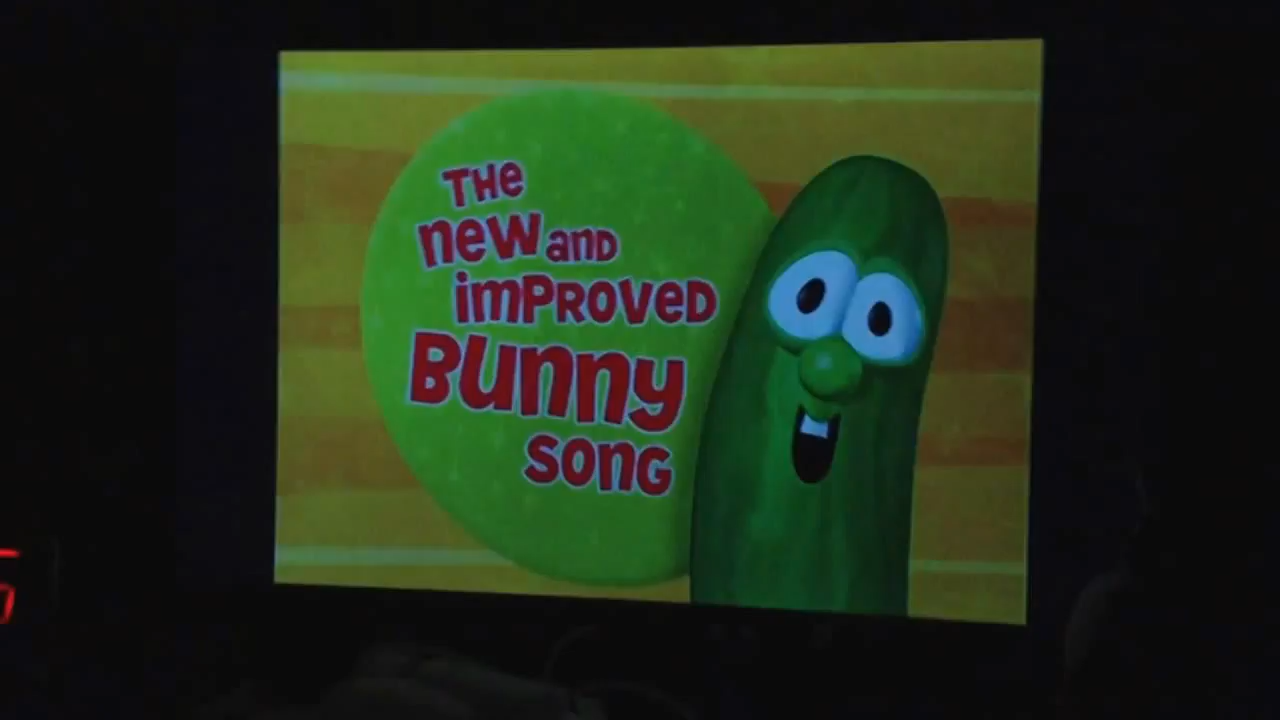 The
new and
improved
Bunny
song